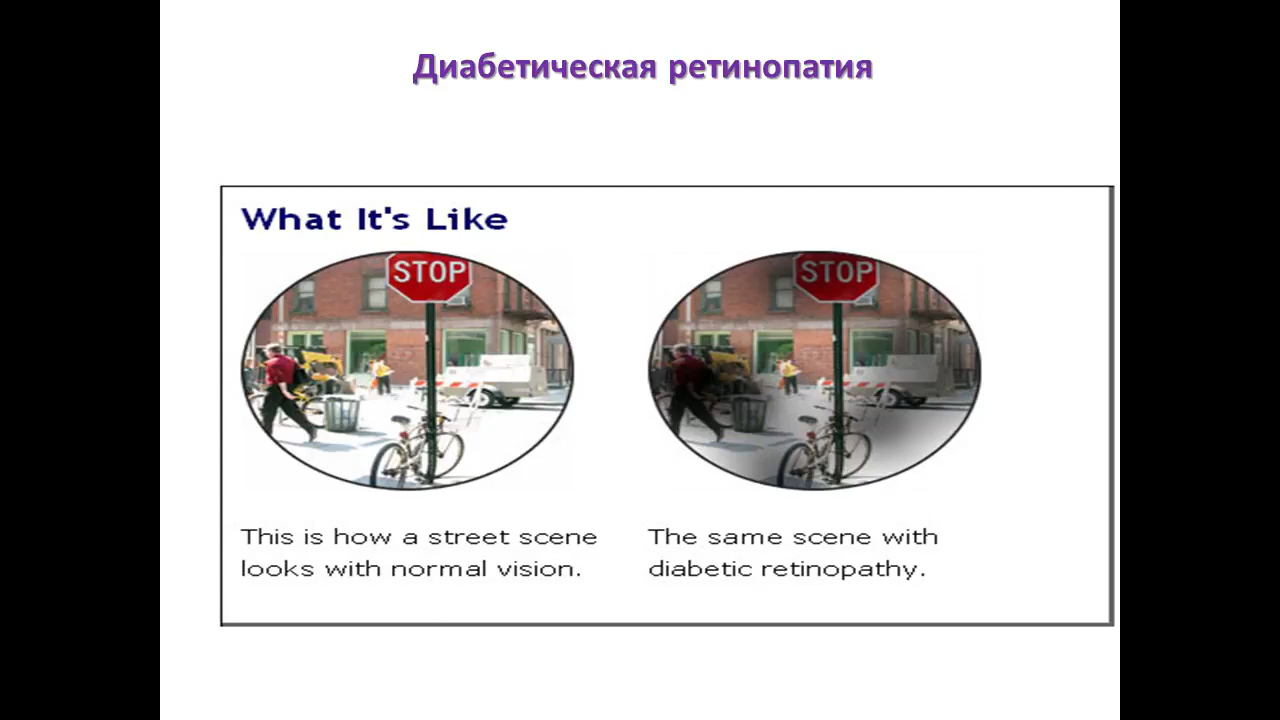 Диабетическая ретинопатия
What It's Like
STOP
STOP
This is how a street scene
looks with normal vision.
The same scene with
diabetic retinopathy.